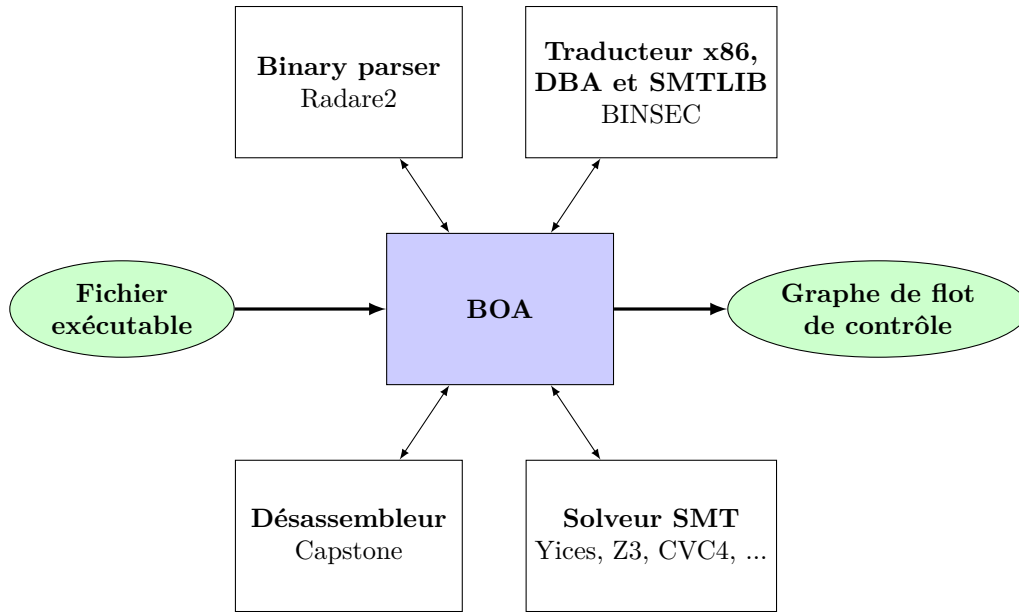 Binary parser
Radare2
Traducteur x86,
DBA et SMTLIB
BINSEC
Fichier
exécutable
BOA
Graphe de flot
de contrôle
Désassembleur
Capstone
Solveur SMT
Yices, Z3, CVC4, ...